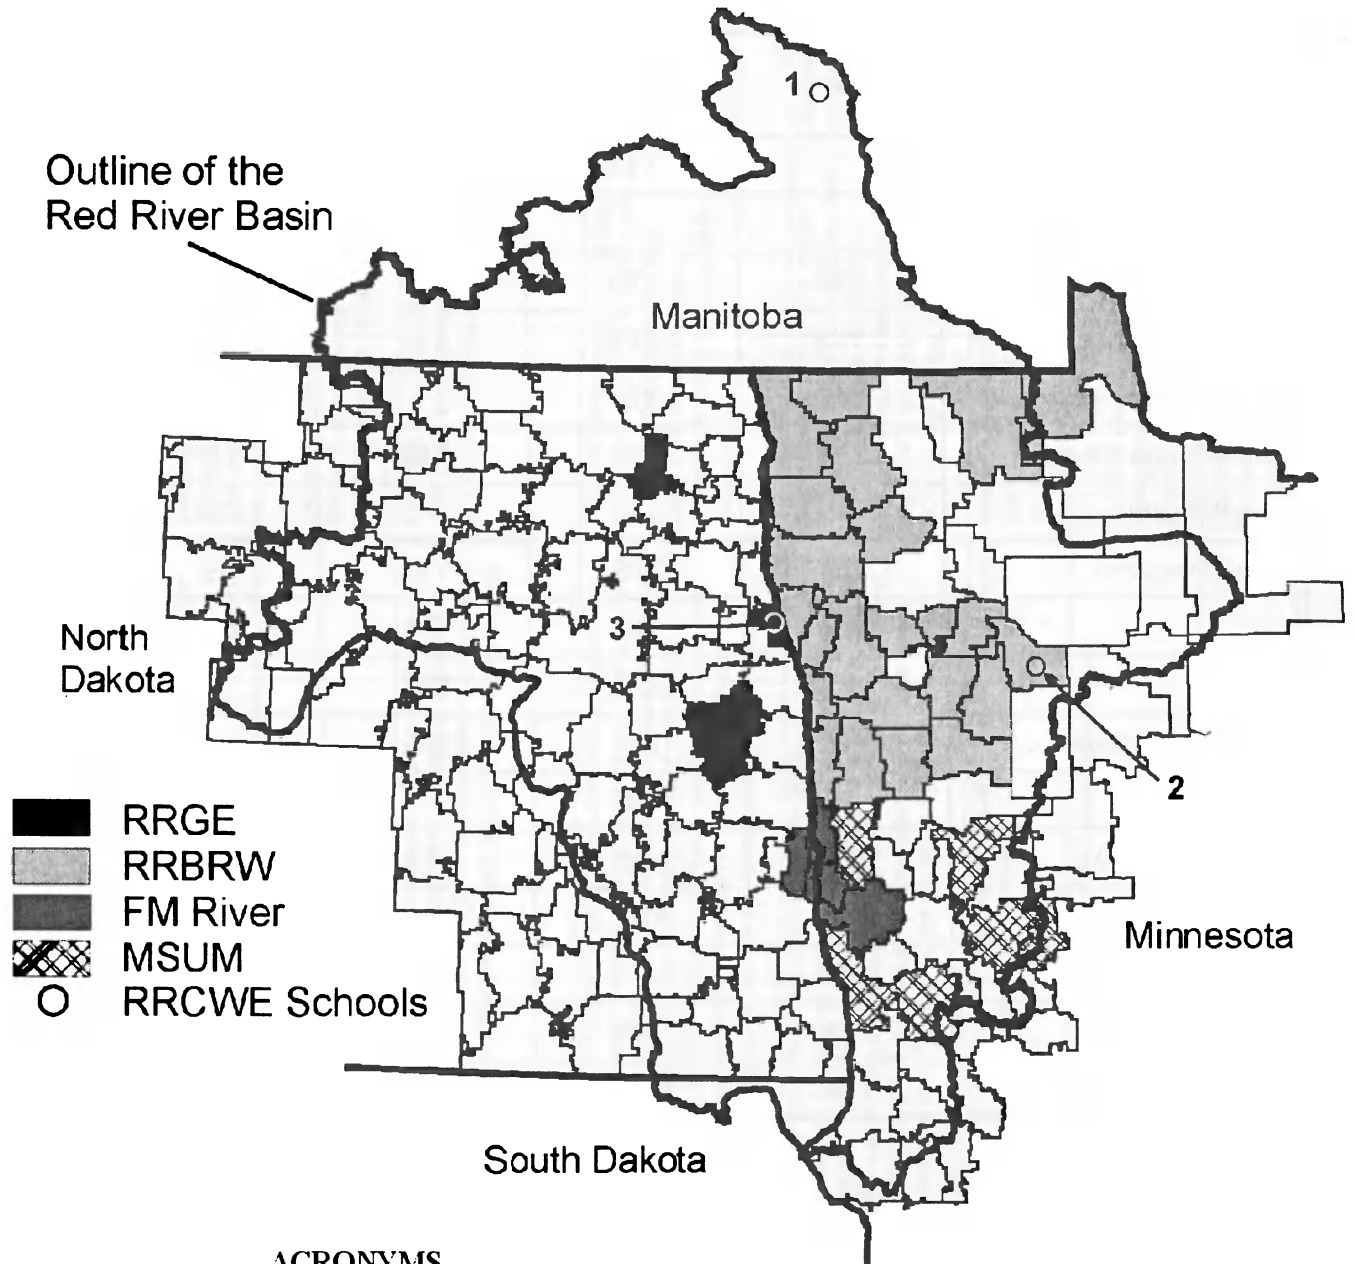 1
Outline of the
Red River Basin
Manitoba
North
Dakota
3
2
RRGE
RRBRW
FM River
MSUM
RRCWE Schools
Minnesota
South Dakota
ACRONYMS